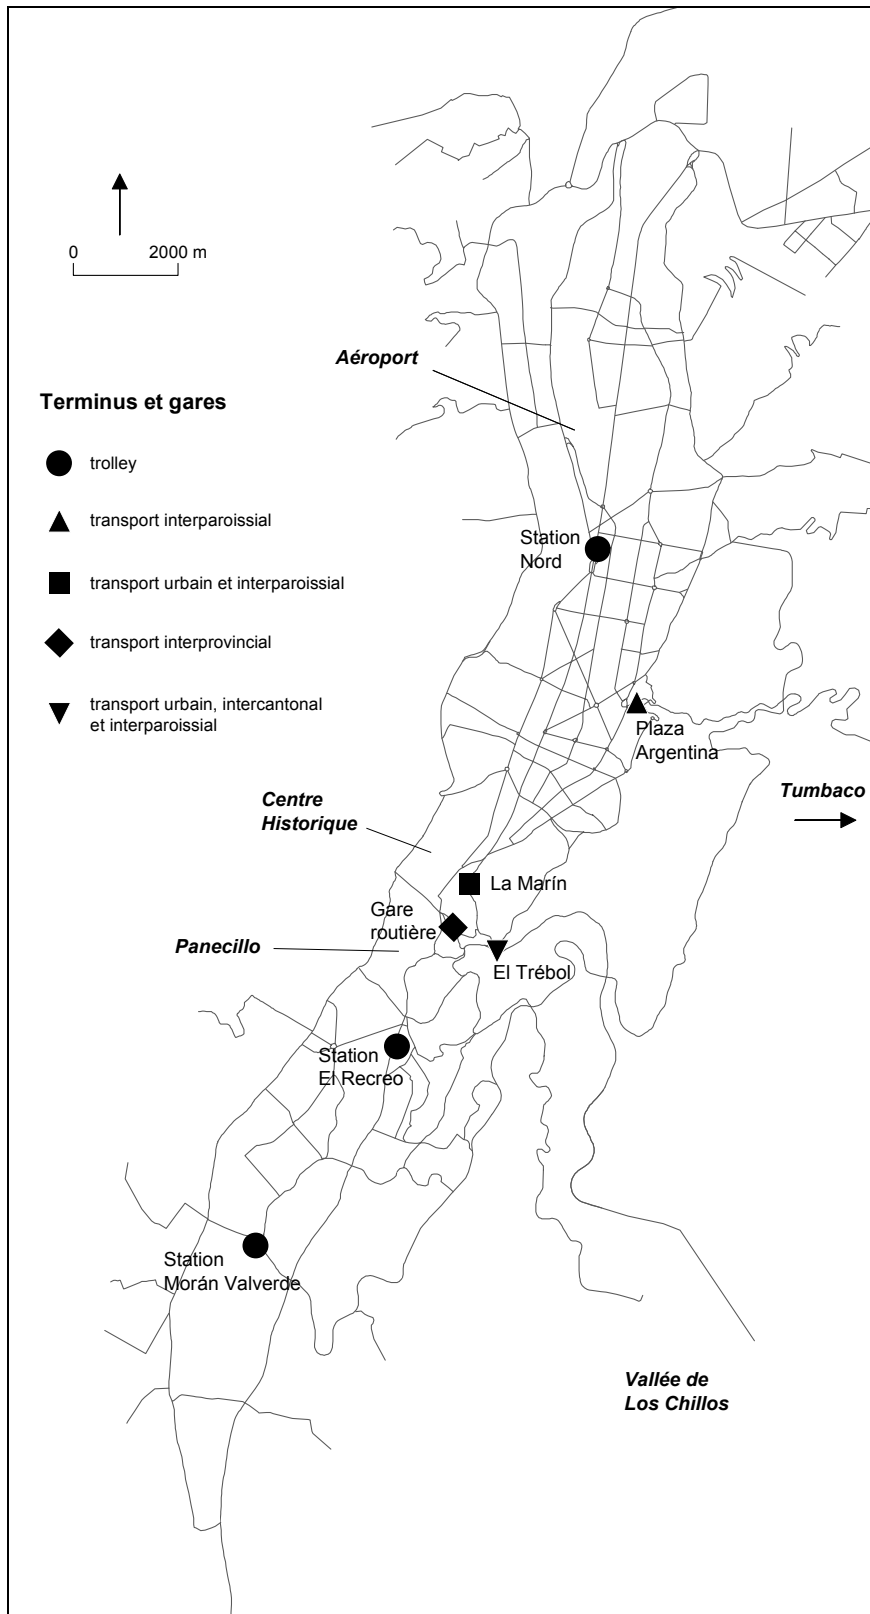 0
2000 m
Aéroport
Terminus et gares
trolley
transport interparoissial
transport urbain et interparoissial
transport interprovincial
transport urbain, intercantonal
et interparoissial
Station
Nord
Plaza
Argentina
Tumbaco
Centre
Historique
La Marín
Gare
routière
Panecillo
El Trébol
Station
El Recreo
Station
Morán Valverde
Vallée de
Los Chillos